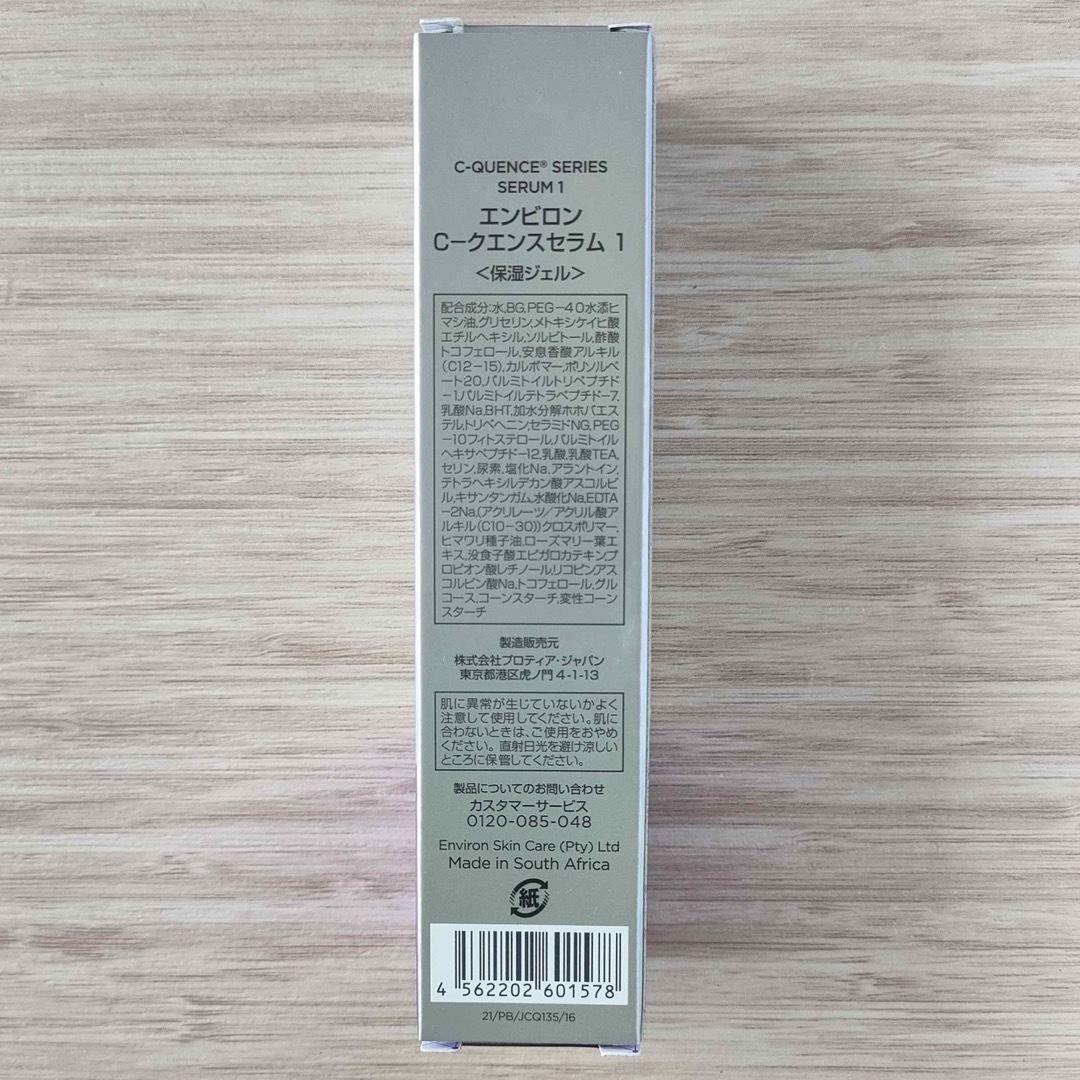 C-QUENCE® SERIES
SERUM 1
エンビロン
C－クエンスセラム 1
＜保湿ジェル＞
配合成分:水,BG,PEG－40水添ヒ
マシ油,グリセリン,メトキシケイヒ酸
エチルヘキシル,ソルビトール,酢酸
トコフェロール,安息香酸アルキル
(C12－15),カルボマー,ポリソルベ
ート20,パルミトイルトリペプチド
－1,パルミトイルテトラペプチド－7,
乳酸Na,BHT,加水分解ホホバエス
テル,トリベヘニン,セラミドNG,PEG
－10フィトステロール,パルミトイル
ヘキサペプチド－12,乳酸,乳酸TEA,
セリン,尿素,塩化Na,アラントイン,
テトラヘキシルデカン酸アスコルビ
ル,キサンタンガム,水酸化Na,EDTA
－2Na,(アクリレーツ／アクリル酸ア
ルキル(C10－30))クロスポリマー,
ヒマワリ種子油,ローズマリー葉エ
キス,没食子酸エピガロカテキン,プ
ロピオン酸レチノール,リコピン,アス
コルビン酸Na,トコフェロール,グル
コース,コーンスターチ,変性コーン
スターチ
製造販売元
株式会社プロティア・ジャパン
東京都港区虎ノ門 4-1-13
肌に異常が生じていないかよく
注意して使用してください。肌に
合わないときは、ご使用をおやめ
ください。直射日光を避け涼しい
ところに保管してください。
製品についてのお問い合わせ
カスタマーサービス
0120-085-048
Environ Skin Care (Pty) Ltd
Made in South Africa
紙
4 562202 601578
21/PB/JCQ135/16